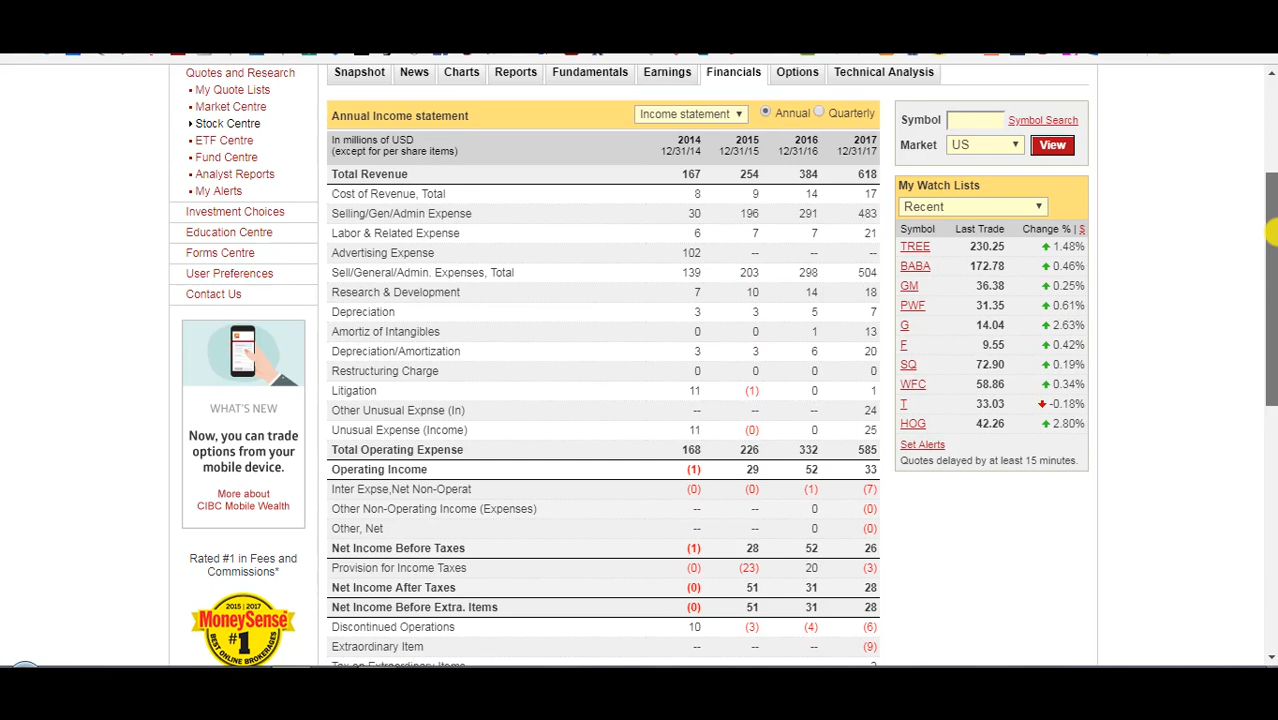 Quotes and Research
My Quote Lists
Market Centre
Stock Centre
ETF Centre
Fund Centre
Analyst Reports
My Alerts
Investment Choices
Education Centre
Forms Centre
User Preferences
Contact Us
WHAT'S NEW
Now, you can trade
options from your
mobile device.
More about
CIBC Mobile Wealth
Rated #1 in Fees and
Commissions*
2015 | 2017
MoneySense
#1
BEST ONLINE BROKERAGES
Snapshot News Charts Reports Fundamentals Earnings Financials Options Technical Analysis
Annual Income statement Income statement Annual Quarterly
In millions of USD 2014 2015 2016 2017
(except for per share items) 12/31/14 12/31/15 12/31/16 12/31/17
Total Revenue 167 254 384 618
Cost of Revenue, Total 8 9 14 17
Selling/Gen/Admin Expense 30 196 291 483
Labor & Related Expense 6 7 7 21
Advertising Expense 102 -- -- --
Sell/General/Admin. Expenses, Total 139 203 298 504
Research & Development 7 10 14 18
Depreciation 3 3 5 7
Amortiz of Intangibles 0 0 1 13
Depreciation/Amortization 3 3 6 20
Restructuring Charge 0 0 0 0
Litigation 11 (1) 0 1
Other Unusual Expnse (In) -- -- -- 24
Unusual Expense (Income) 11 (0) 0 25
Total Operating Expense 168 226 332 585
Operating Income (1) 29 52 33
Inter Expse,Net Non-Operat (0) (0) (1) (7)
Other Non-Operating Income (Expenses) -- -- 0 (0)
Other, Net -- -- 0 (0)
Net Income Before Taxes (1) 28 52 26
Provision for Income Taxes (0) (23) 20 (3)
Net Income After Taxes (0) 51 31 28
Net Income Before Extra. Items (0) 51 31 28
Discontinued Operations 10 (3) (4) (6)
Extraordinary Item -- -- -- (9)
Tax on Extraordinary Items
Symbol Symbol Search
Market US View
My Watch Lists
Recent
Symbol Last Trade Change % | $
TREE 230.25 1.48%
BABA 172.78 0.46%
GM 36.38 0.25%
PWF 31.35 0.61%
G 14.04 2.63%
F 9.55 0.42%
SQ 72.90 0.19%
WFC 58.86 0.34%
T 33.03 -0.18%
HOG 42.26 2.80%
Set Alerts
Quotes delayed by at least 15 minutes.